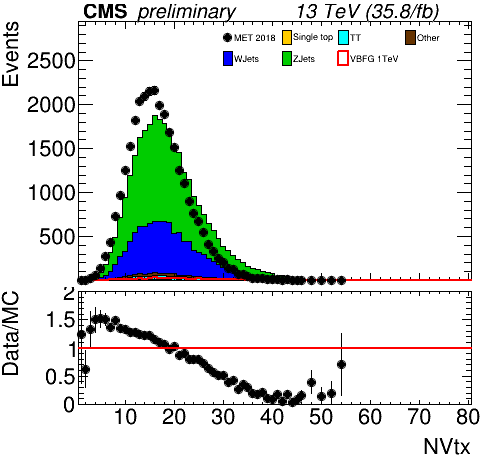 CMS preliminary 13 TeV (35.8/fb)
Events
MET 2018 Single top TT Other
WJets ZJets VBFG 1TeV
2500
2000
1500
1000
500
Data/MC
2
1.5
1
0.5
0
10 20 30 40 50 60 70 80
NVtx